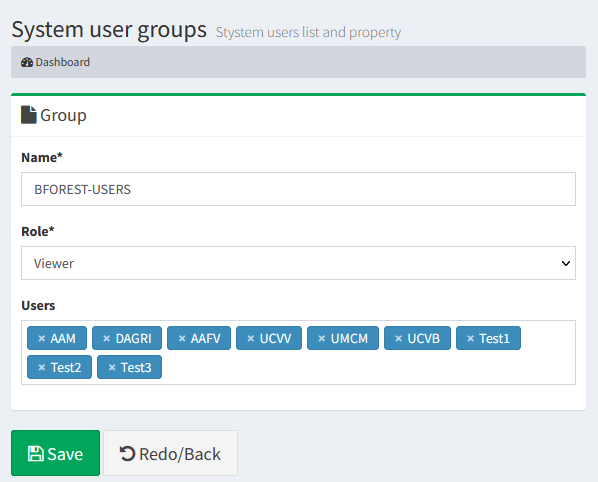 System user groups Stystem users list and property
Dashboard
Group
Name*
BFOREST-USERS
Role*
Viewer
Users
× AAM × DAGRI × AAFV × UCVV × UMCM × UCVB × Test1
× Test2 × Test3
Save Redo/Back